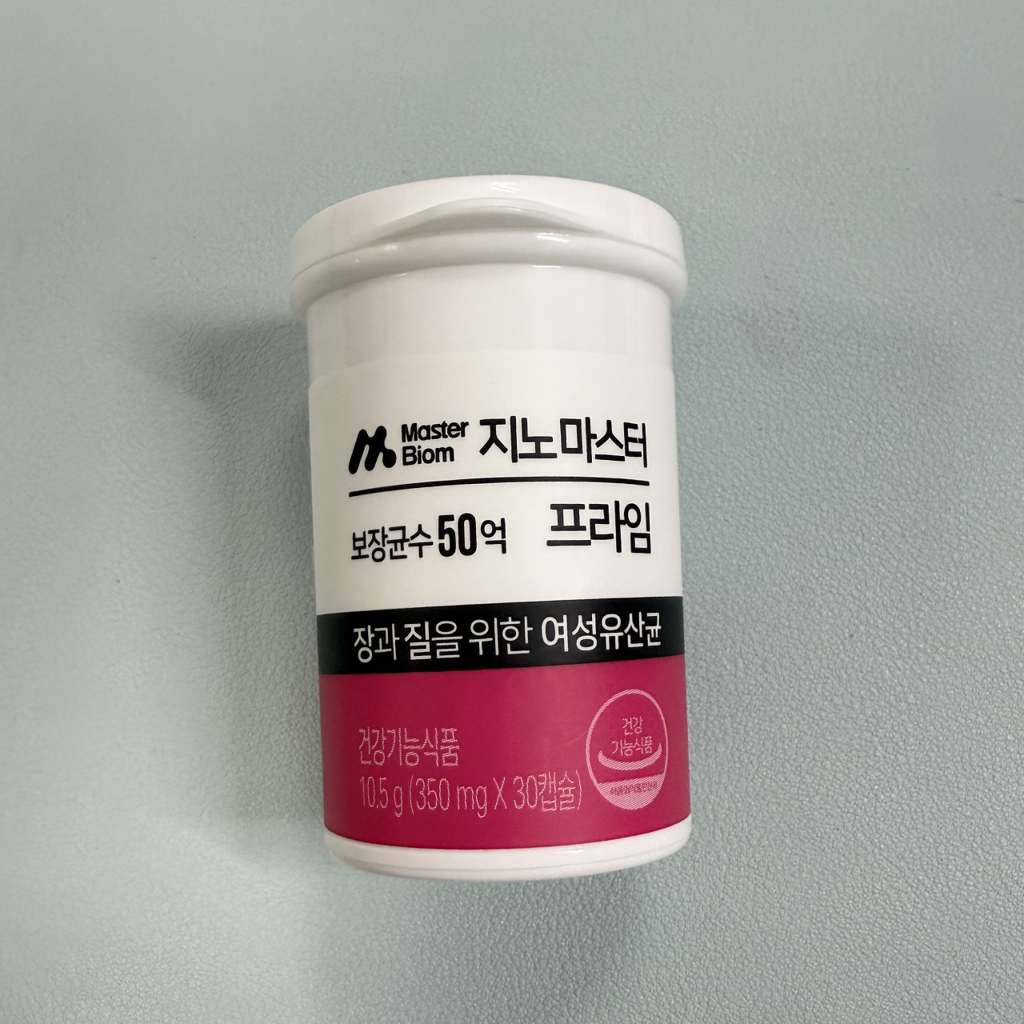 Master
Biom
지노마스터
보장균수 50억
프라임
장과 질을 위한 여성유산균
건강기능식품
10.5 g (350 mg X 30캡슐)
건강
기능식품